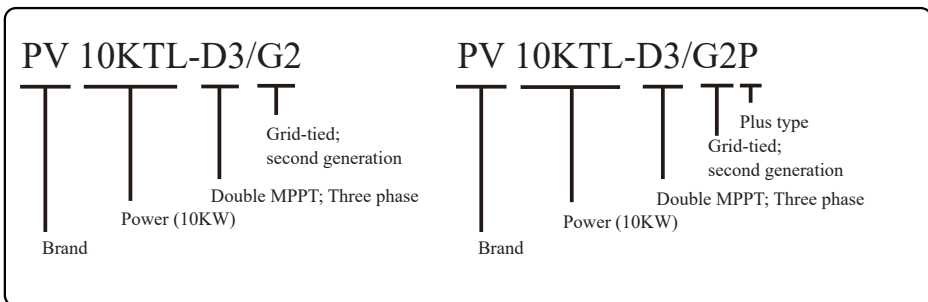 PV 10KTL-D3/G2
Grid-tied;
second generation
Double MPPT; Three phase
Power (10KW)
Brand
PV 10KTL-D3/G2P
Plus type
Grid-tied;
second generation
Double MPPT; Three phase
Power (10KW)
Brand